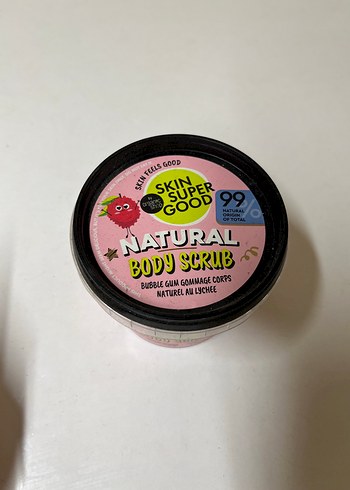 SKIN FEELS GOOD
SKIN
SUPER
GOOD
99%
NATURAL
ORIGIN
OF TOTAL
NATURAL
BODY SCRUB
BUBBLE GUM GOMMAGE CORPS
NATUREL AU LYCHEE